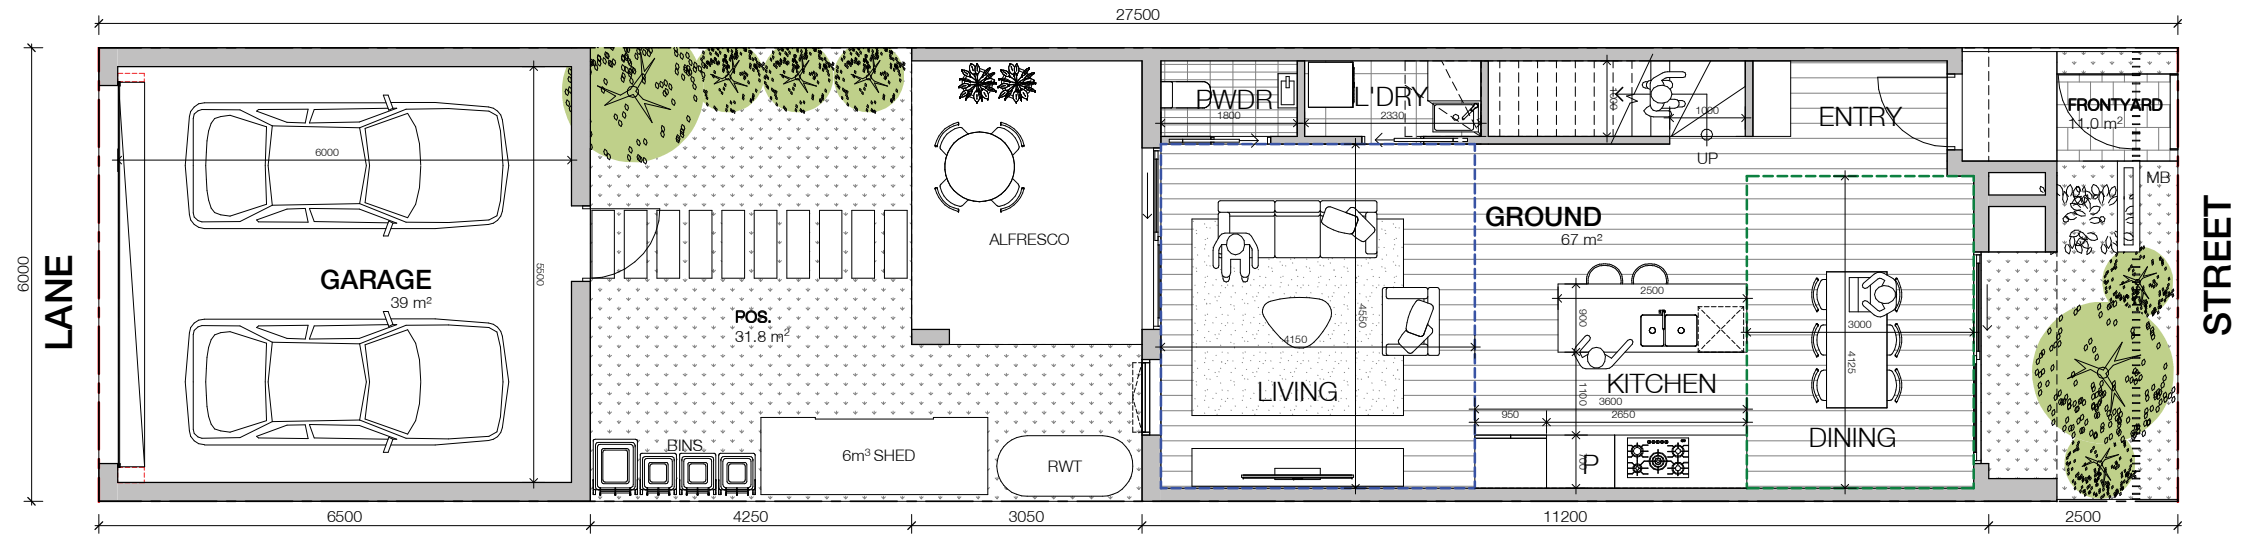 27500
6000
LANE
6000
5500
GARAGE
39 m²
POS.
31.8 m²
BINS
6m³ SHED
RWT
ALFRESCO
PWDR
1800
L'DRY
2330
1000
1000
UP
ENTRY
FRONTYARD
11.0 m²
MB
STREET
GROUND
67 m²
4550
4150
LIVING
2500
900
1100
KITCHEN
3600
950
2650
700
P
3000
4125
DINING
6500
4250
3050
11200
2500